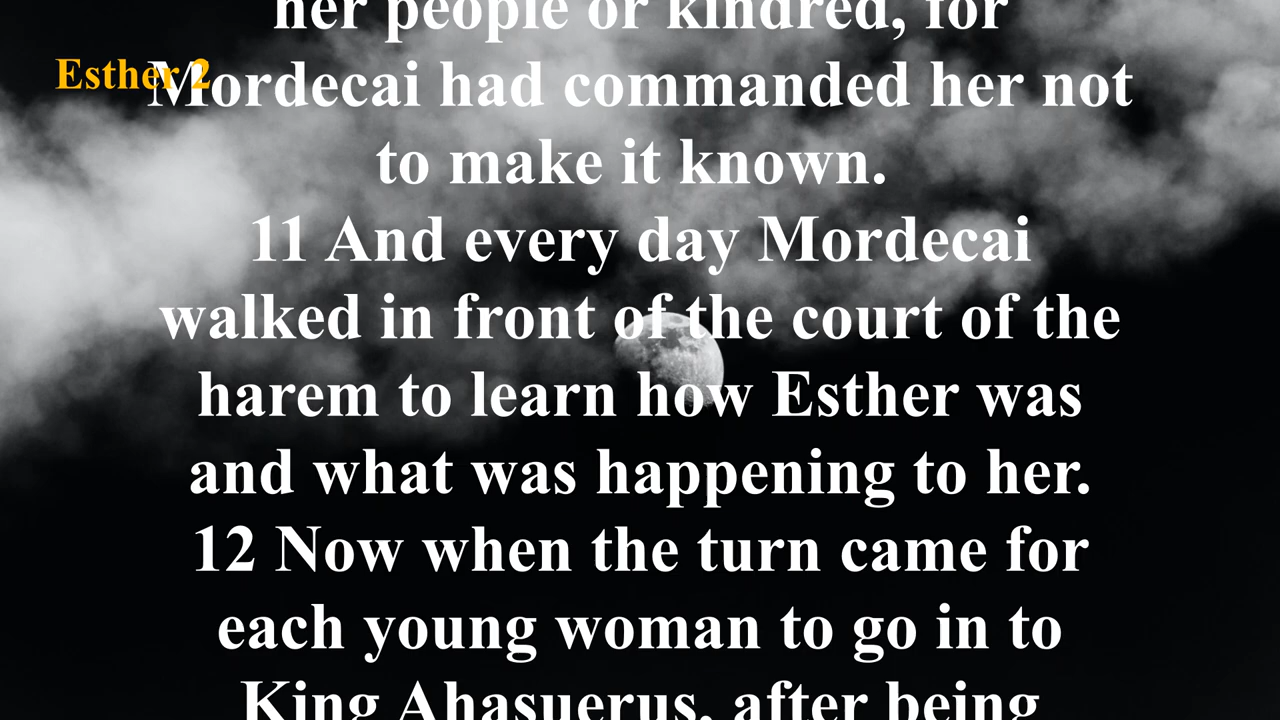 her people or kindred, for
Esther 2
Mordecai had commanded her not
to make it known.
11 And every day Mordecai
walked in front of the court of the
harem to learn how Esther was
and what was happening to her.
12 Now when the turn came for
each young woman to go in to
King Ahasuerus, after being